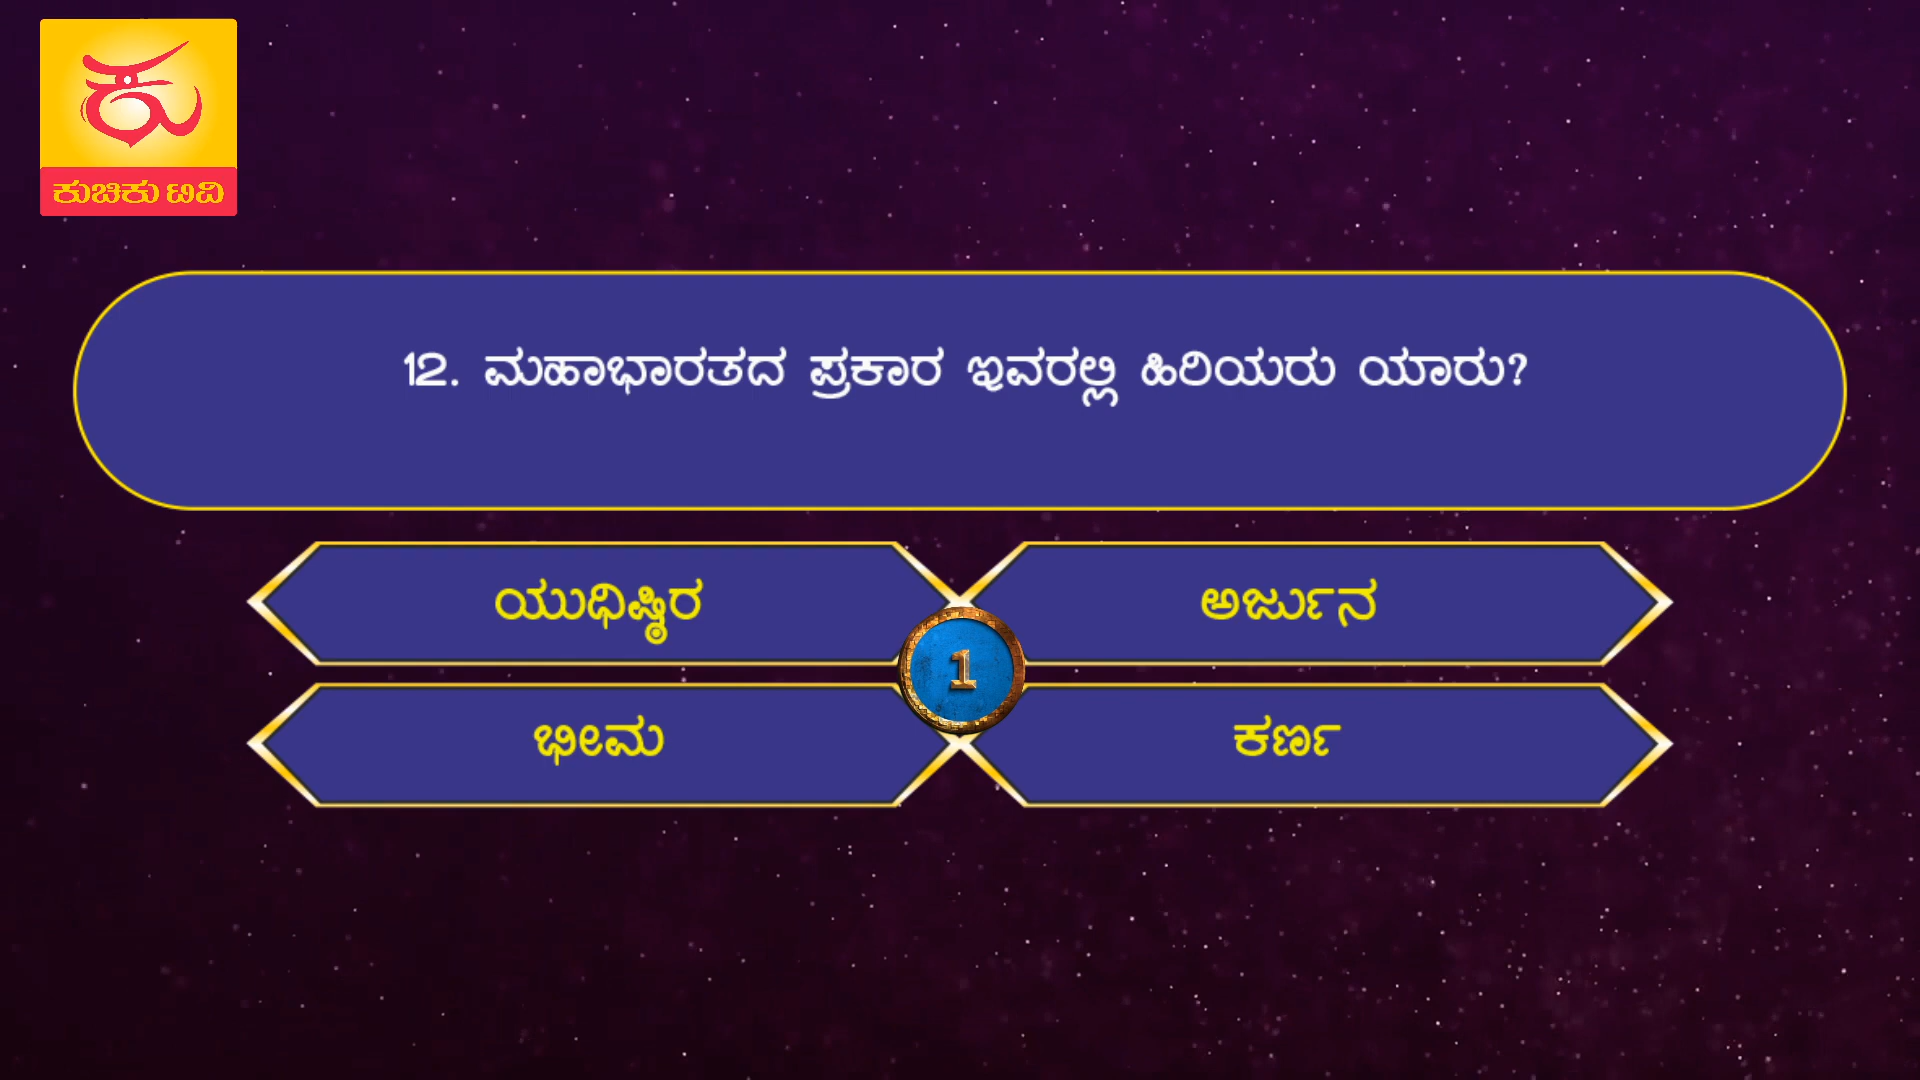 ಕು
ಕುಚಿಕು ಟಿವಿ
12. ಮಹಾಭಾರತದ ಪ್ರಕಾರ ಇವರಲ್ಲಿ ಹಿರಿಯರು ಯಾರು?
ಯುಧಿಷ್ಠಿರ
ಅರ್ಜುನ
1
ಭೀಮ
ಕರ್ಣ